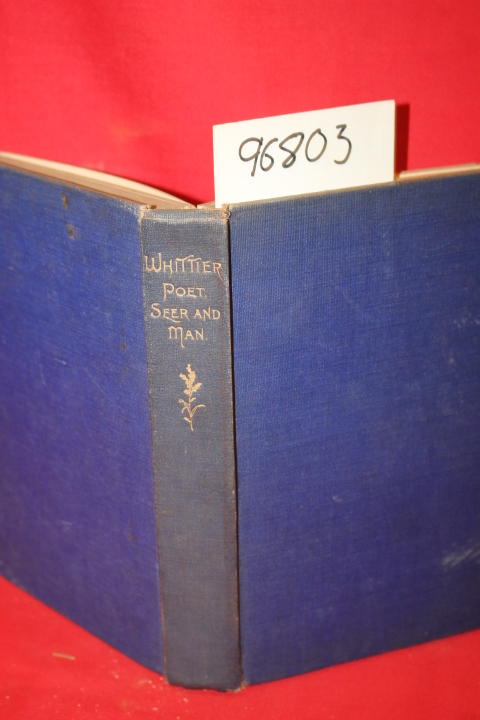 96803
WHITTIER
POET,
SEER AND
MAN.